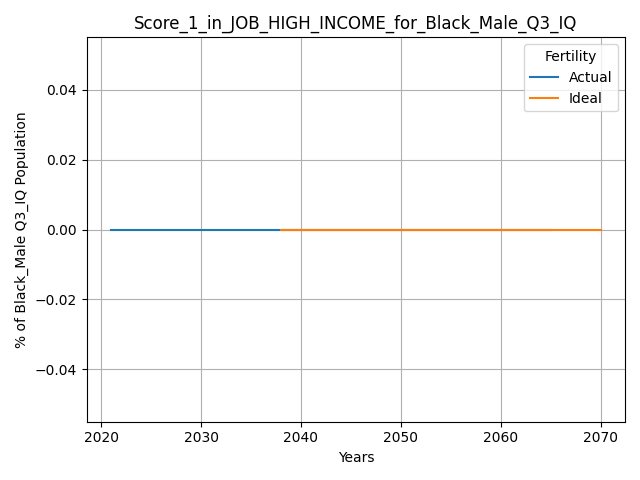 Score_1_in_JOB_HIGH_INCOME_for_Black_Male_Q3_IQ
Fertility
Actual
Ideal
% of Black_Male Q3_IQ Population
0.04
0.02
0.00
−0.02
−0.04
2020 2030 2040 2050 2060 2070
Years